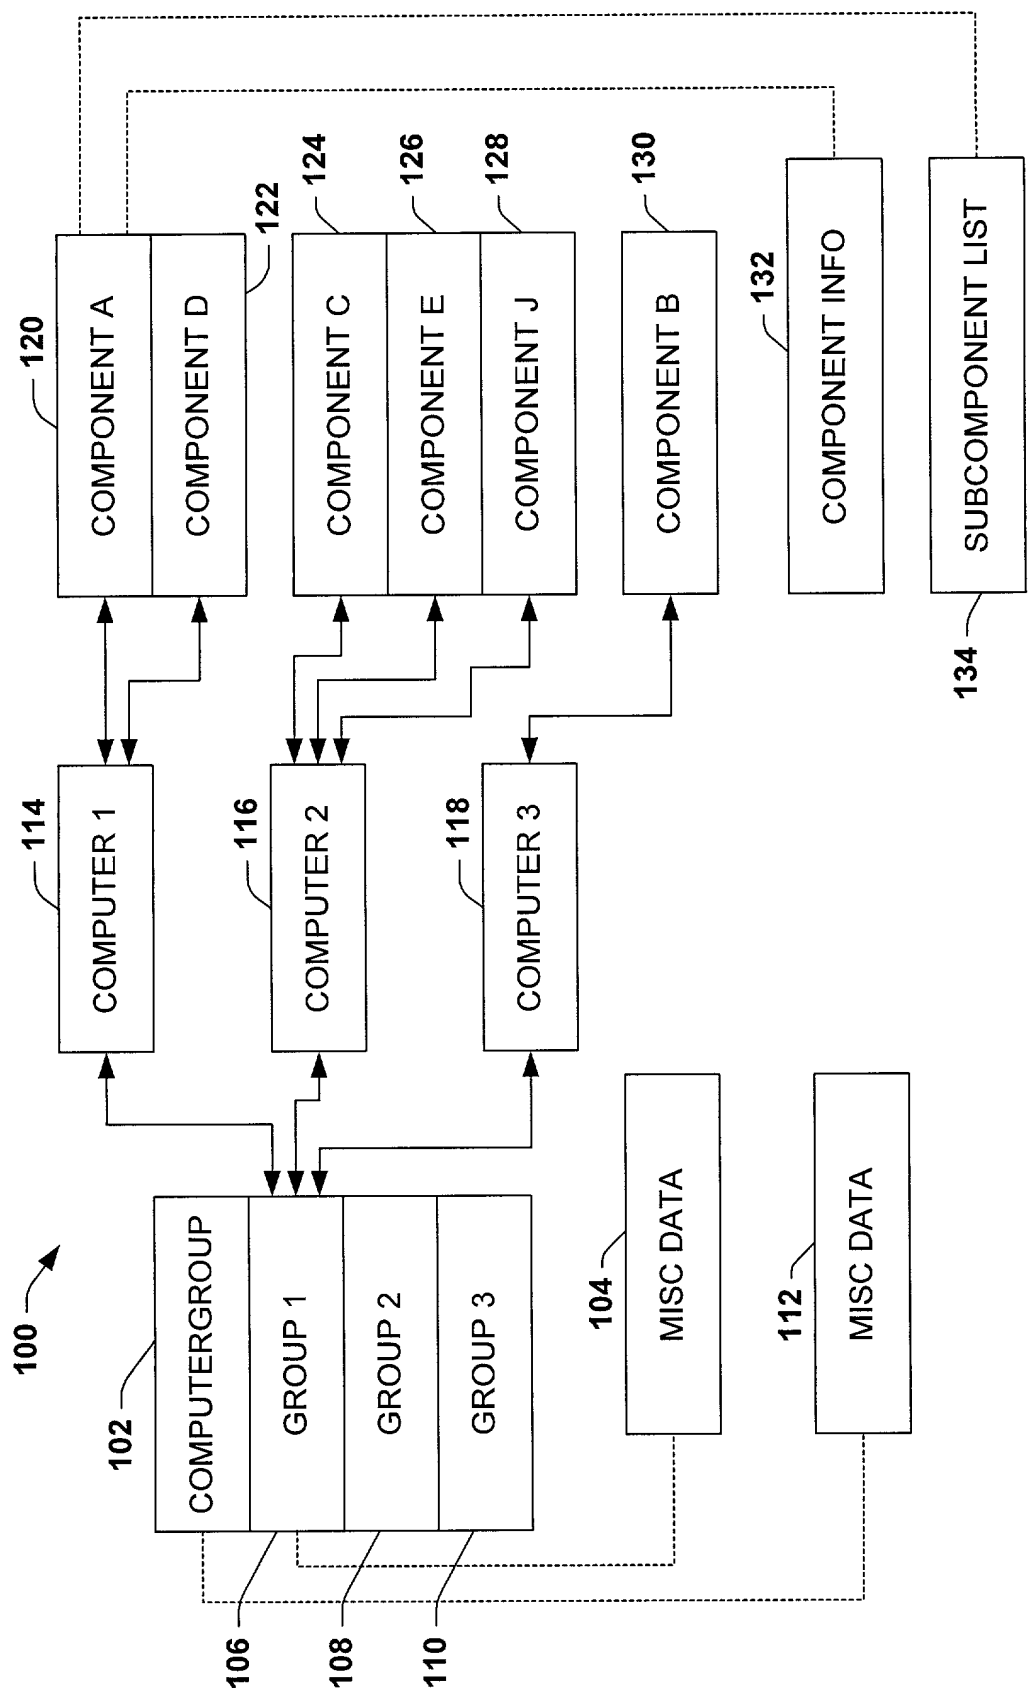 100
102
COMPUTERGROUP
GROUP 1
GROUP 2
GROUP 3
106
108
110
104
MISC DATA
112
MISC DATA
114
COMPUTER 1
116
COMPUTER 2
118
COMPUTER 3
120
COMPONENT A
COMPONENT D
122
COMPONENT C
124
COMPONENT E
126
COMPONENT J
128
COMPONENT B
130
132
COMPONENT INFO
134
SUBCOMPONENT LIST